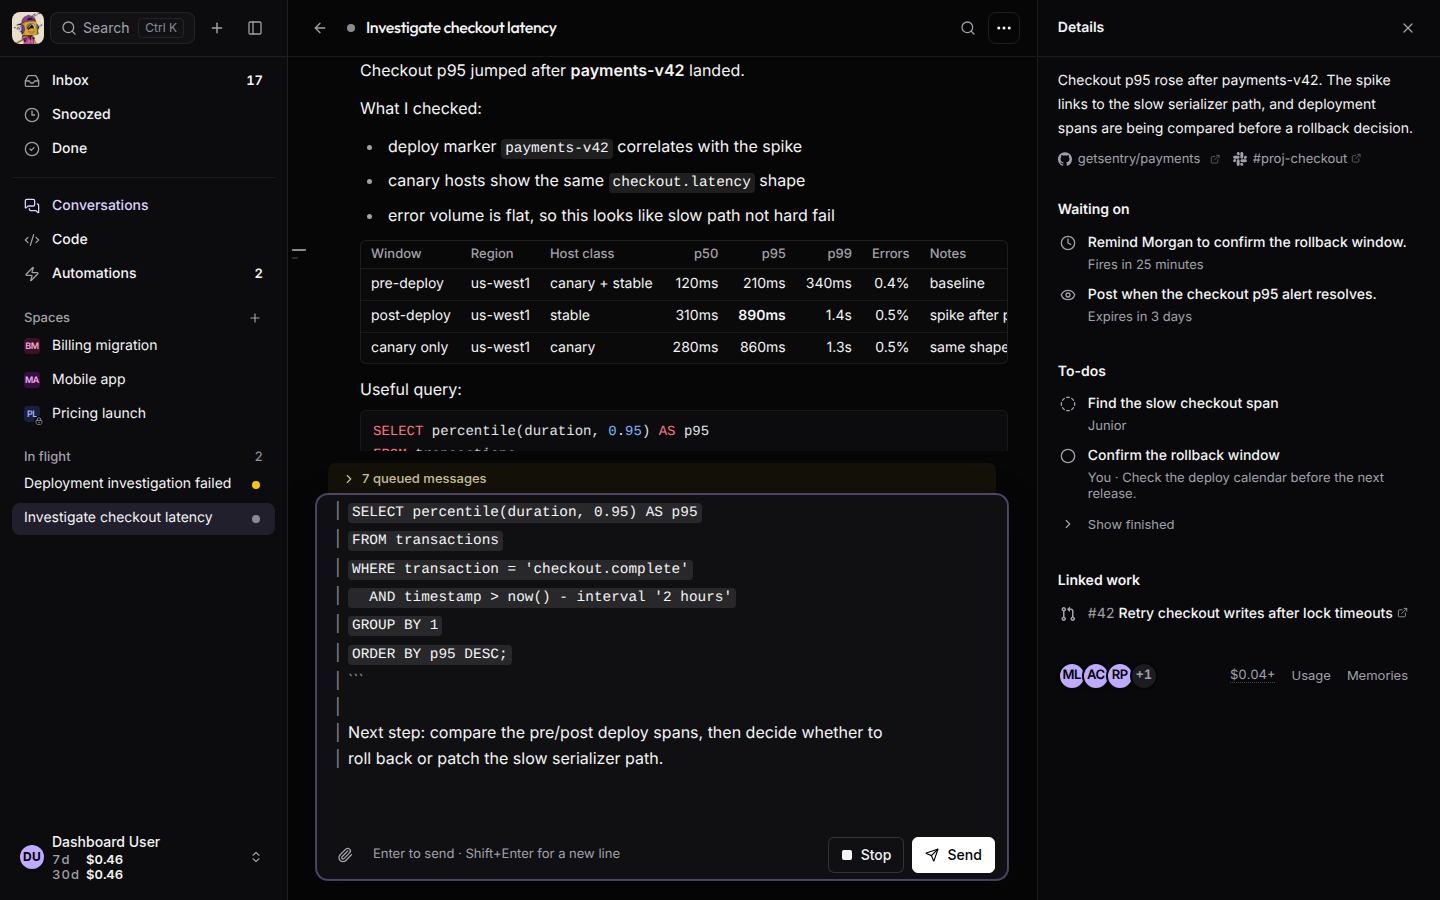 Search Ctrl K
Inbox 17
Snoozed
Done
Conversations
Code
Automations 2
Spaces
BM Billing migration
MA Mobile app
PL Pricing launch
In flight 2
Deployment investigation failed
Investigate checkout latency
DU Dashboard User
7d $0.46
30d $0.46
Investigate checkout latency
Checkout p95 jumped after payments-v42 landed.
What I checked:
deploy marker payments-v42 correlates with the spike
canary hosts show the same checkout.latency shape
error volume is flat, so this looks like slow path not hard fail
Window Region Host class p50 p95 p99 Errors Notes
pre-deploy us-west1 canary + stable 120ms 210ms 340ms 0.4% baseline
post-deploy us-west1 stable 310ms 890ms 1.4s 0.5% spike after
canary only us-west1 canary 280ms 860ms 1.3s 0.5% same shape
Useful query:
SELECT percentile(duration, 0.95) AS p95
7 queued messages
SELECT percentile(duration, 0.95) AS p95
FROM transactions
WHERE transaction = 'checkout.complete'
AND timestamp > now() - interval '2 hours'
GROUP BY 1
ORDER BY p95 DESC;
```
Next step: compare the pre/post deploy spans, then decide whether to
roll back or patch the slow serializer path.
Enter to send · Shift+Enter for a new line
Stop
Send
Details
Checkout p95 rose after payments-v42. The spike
links to the slow serializer path, and deployment
spans are being compared before a rollback decision.
getsentry/payments #proj-checkout
Waiting on
Remind Morgan to confirm the rollback window.
Fires in 25 minutes
Post when the checkout p95 alert resolves.
Expires in 3 days
To-dos
Find the slow checkout span
Junior
Confirm the rollback window
You · Check the deploy calendar before the next
release.
Show finished
Linked work
#42 Retry checkout writes after lock timeouts
ML AC RP +1 $0.04+ Usage Memories